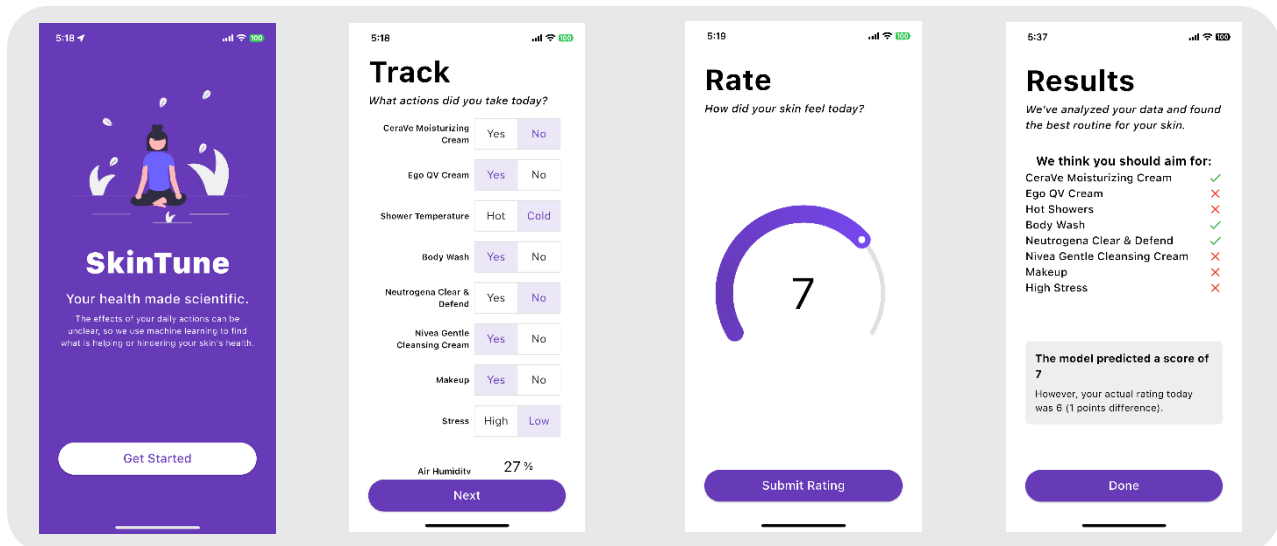 5:18
100
SkinTune
Your health made scientific.
The effects of your daily actions can be
unclear, so we use machine learning to find
what is helping or hindering your skin's health.
Get Started
5:18
100
Track
What actions did you take today?
CeraVe Moisturizing
Cream
Yes
No
Ego QV Cream
Yes
No
Shower Temperature
Hot
Cold
Body Wash
Yes
No
Neutrogena Clear &
Defend
Yes
No
Nivea Gentle
Cleansing Cream
Yes
No
Makeup
Yes
No
Stress
High
Low
Air Humidity
27 %
Next
5:19
100
Rate
How did your skin feel today?
7
Submit Rating
5:37
100
Results
We've analyzed your data and found
the best routine for your skin.
We think you should aim for:
CeraVe Moisturizing Cream
Ego QV Cream
Hot Showers
Body Wash
Neutrogena Clear & Defend
Nivea Gentle Cleansing Cream
Makeup
High Stress
The model predicted a score of
7
However, your actual rating today
was 6 (1 points difference).
Done